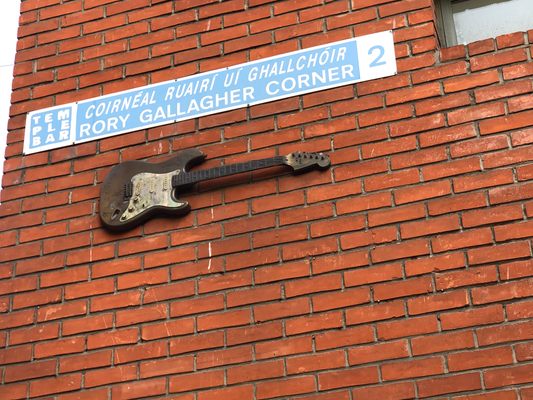 TEM
PLE
BAR
COIRNÉAL RUAIRÍ UÍ GHALLCHÓIR
RORY GALLAGHER CORNER
2